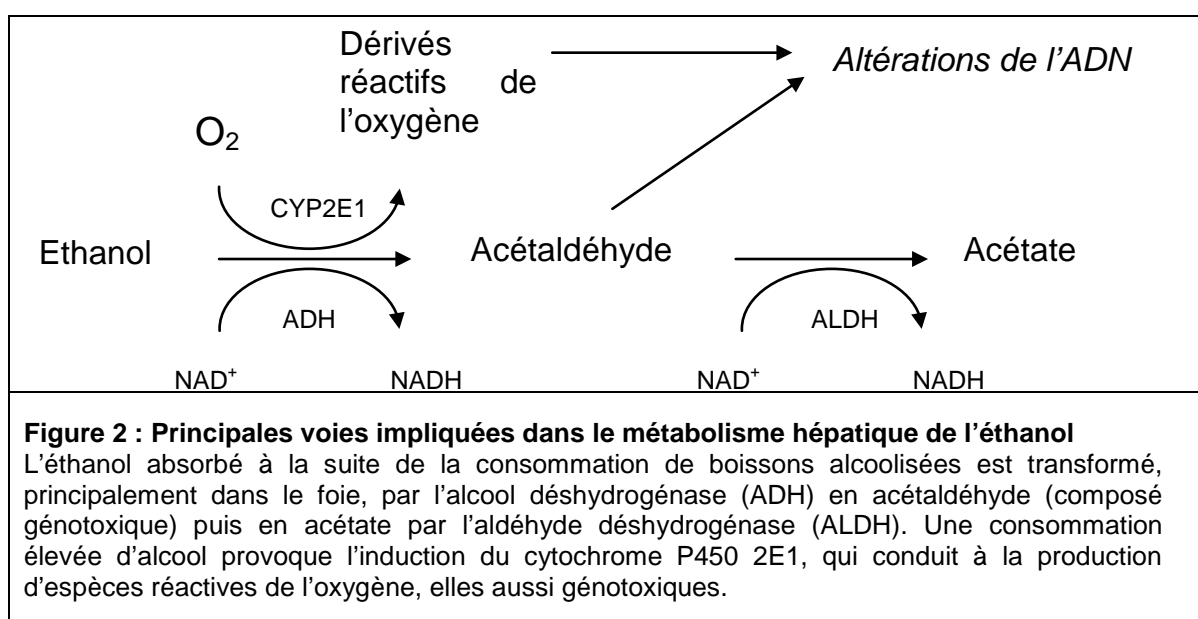 Dérivés
réactifs de
l'oxygène
Altérations de l'ADN
O2
CYP2E1
Ethanol
Acétaldéhyde
Acétate
ADH
ALDH
NAD+
NADH
NAD+
NADH
Figure 2 : Principales voies impliquées dans le métabolisme hépatique de l'éthanol
L'éthanol absorbé à la suite de la consommation de boissons alcoolisées est transformé,
principalement dans le foie, par l'alcool déshydrogénase (ADH) en acétaldéhyde (composé
génotoxique) puis en acétate par l'aldéhyde déshydrogénase (ALDH). Une consommation
élevée d'alcool provoque l'induction du cytochrome P450 2E1, qui conduit à la production
d'espèces réactives de l'oxygène, elles aussi génotoxiques.